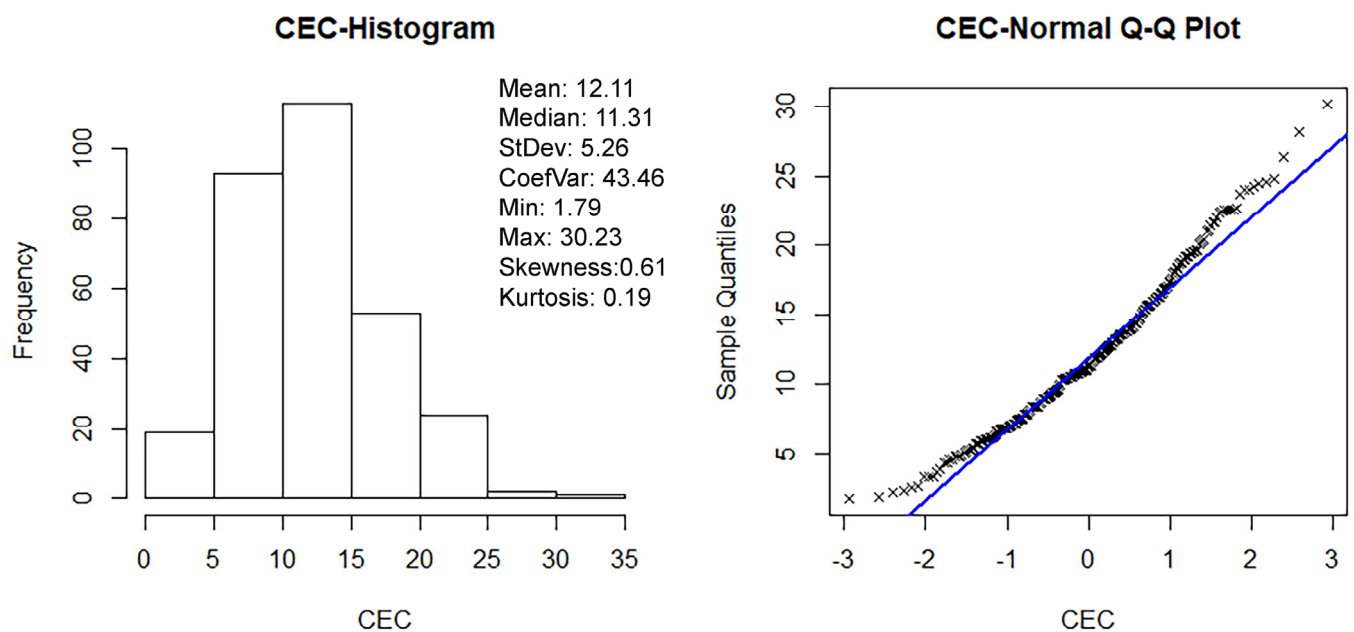 CEC-Histogram
Mean: 12.11
Median: 11.31
StDev: 5.26
CoefVar: 43.46
Min: 1.79
Max: 30.23
Skewness:0.61
Kurtosis: 0.19
Frequency
100
80
60
40
20
0
0 5 10 15 20 25 30 35
CEC
CEC-Normal Q-Q Plot
Sample Quantiles
30
25
20
15
10
5
-3 -2 -1 0 1 2 3
CEC